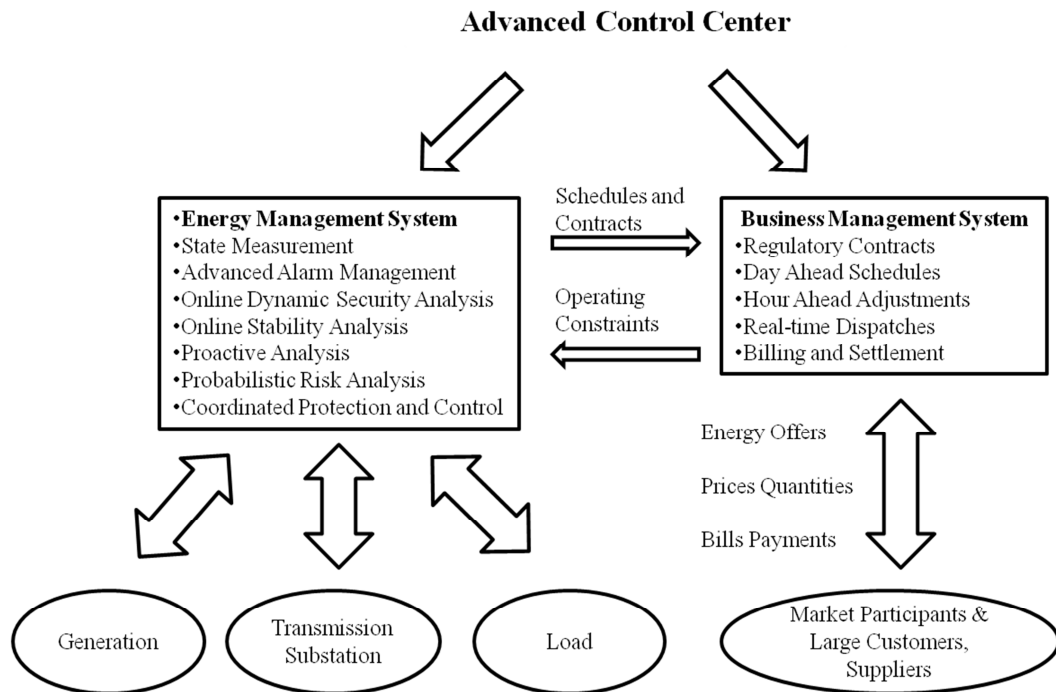 Advanced Control Center
•Energy Management System
•State Measurement
•Advanced Alarm Management
•Online Dynamic Security Analysis
•Online Stability Analysis
•Proactive Analysis
•Probabilistic Risk Analysis
•Coordinated Protection and Control
Schedules and
Contracts
Operating
Constraints
Business Management System
•Regulatory Contracts
•Day Ahead Schedules
•Hour Ahead Adjustments
•Real-time Dispatches
•Billing and Settlement
Energy Offers
Prices Quantities
Bills Payments
Generation
Transmission
Substation
Load
Market Participants &
Large Customers,
Suppliers